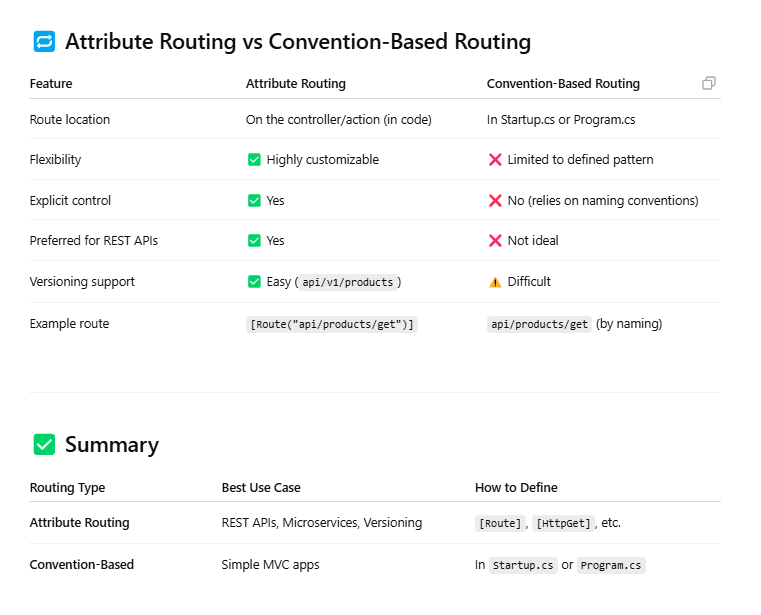 🔁 Attribute Routing vs Convention-Based Routing
Feature Attribute Routing Convention-Based Routing
Route location On the controller/action (in code) In Startup.cs or Program.cs
Flexibility ✅ Highly customizable ❌ Limited to defined pattern
Explicit control ✅ Yes ❌ No (relies on naming conventions)
Preferred for REST APIs ✅ Yes ❌ Not ideal
Versioning support ✅ Easy (api/v1/products) ⚠️ Difficult
Example route [Route("api/products/get")] api/products/get (by naming)
✅ Summary
Routing Type Best Use Case How to Define
Attribute Routing REST APIs, Microservices, Versioning [Route], [HttpGet], etc.
Convention-Based Simple MVC apps In Startup.cs or Program.cs